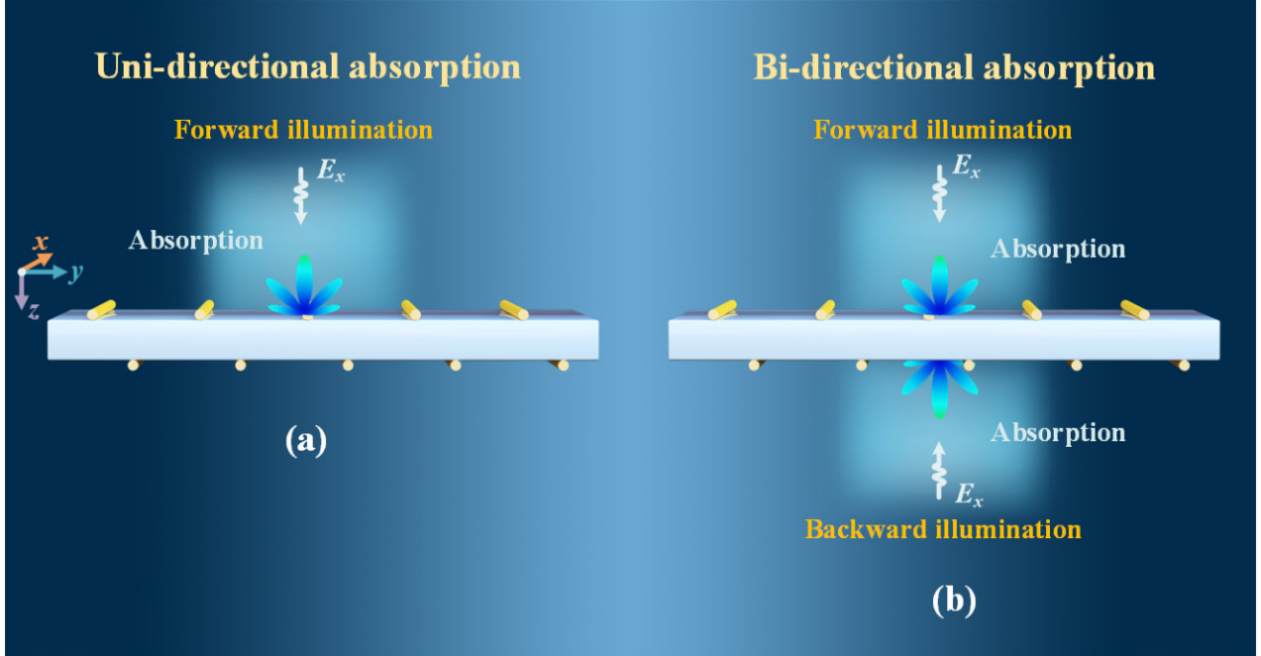 Uni-directional absorption
Forward illumination
Eₓ
Absorption
x
y
z
(a)
Bi-directional absorption
Forward illumination
Eₓ
Absorption
Absorption
Eₓ
Backward illumination
(b)